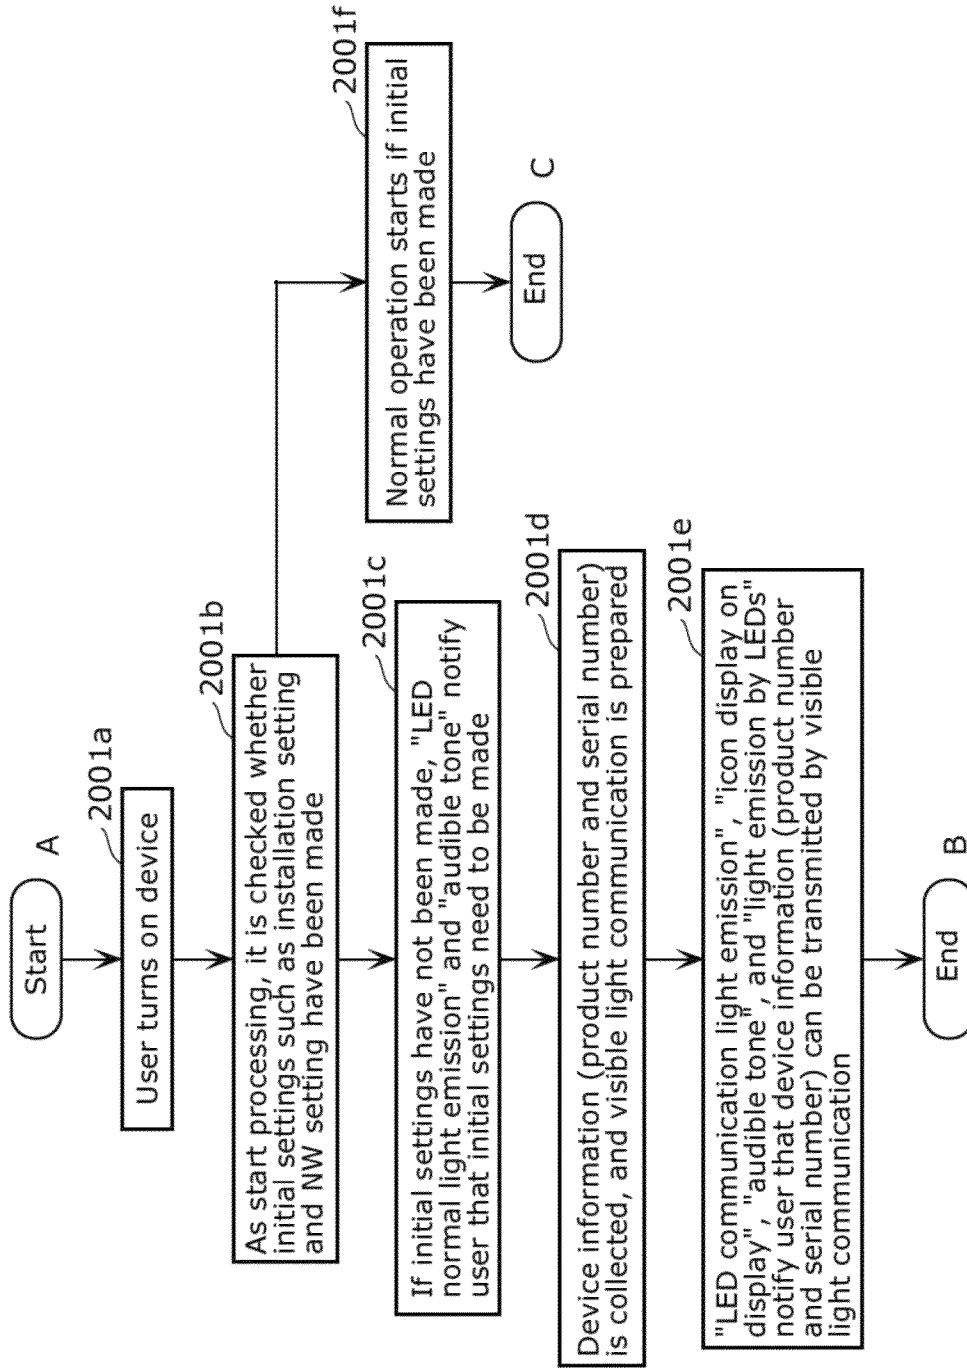 Start
A
2001a
User turns on device
2001b
As start processing, it is checked whether
initial settings such as installation setting
and NW setting have been made
2001c
If initial settings have not been made, "LED
normal light emission" and "audible tone" notify
user that initial settings need to be made
2001d
Device information (product number and serial number)
is collected, and visible light communication is prepared
2001e
"LED communication light emission", "icon display on
display", "audible tone", and "light emission by LEDs"
notify user that device information (product number
and serial number) can be transmitted by visible
light communication
End
B
2001f
Normal operation starts if initial
settings have been made
End
C